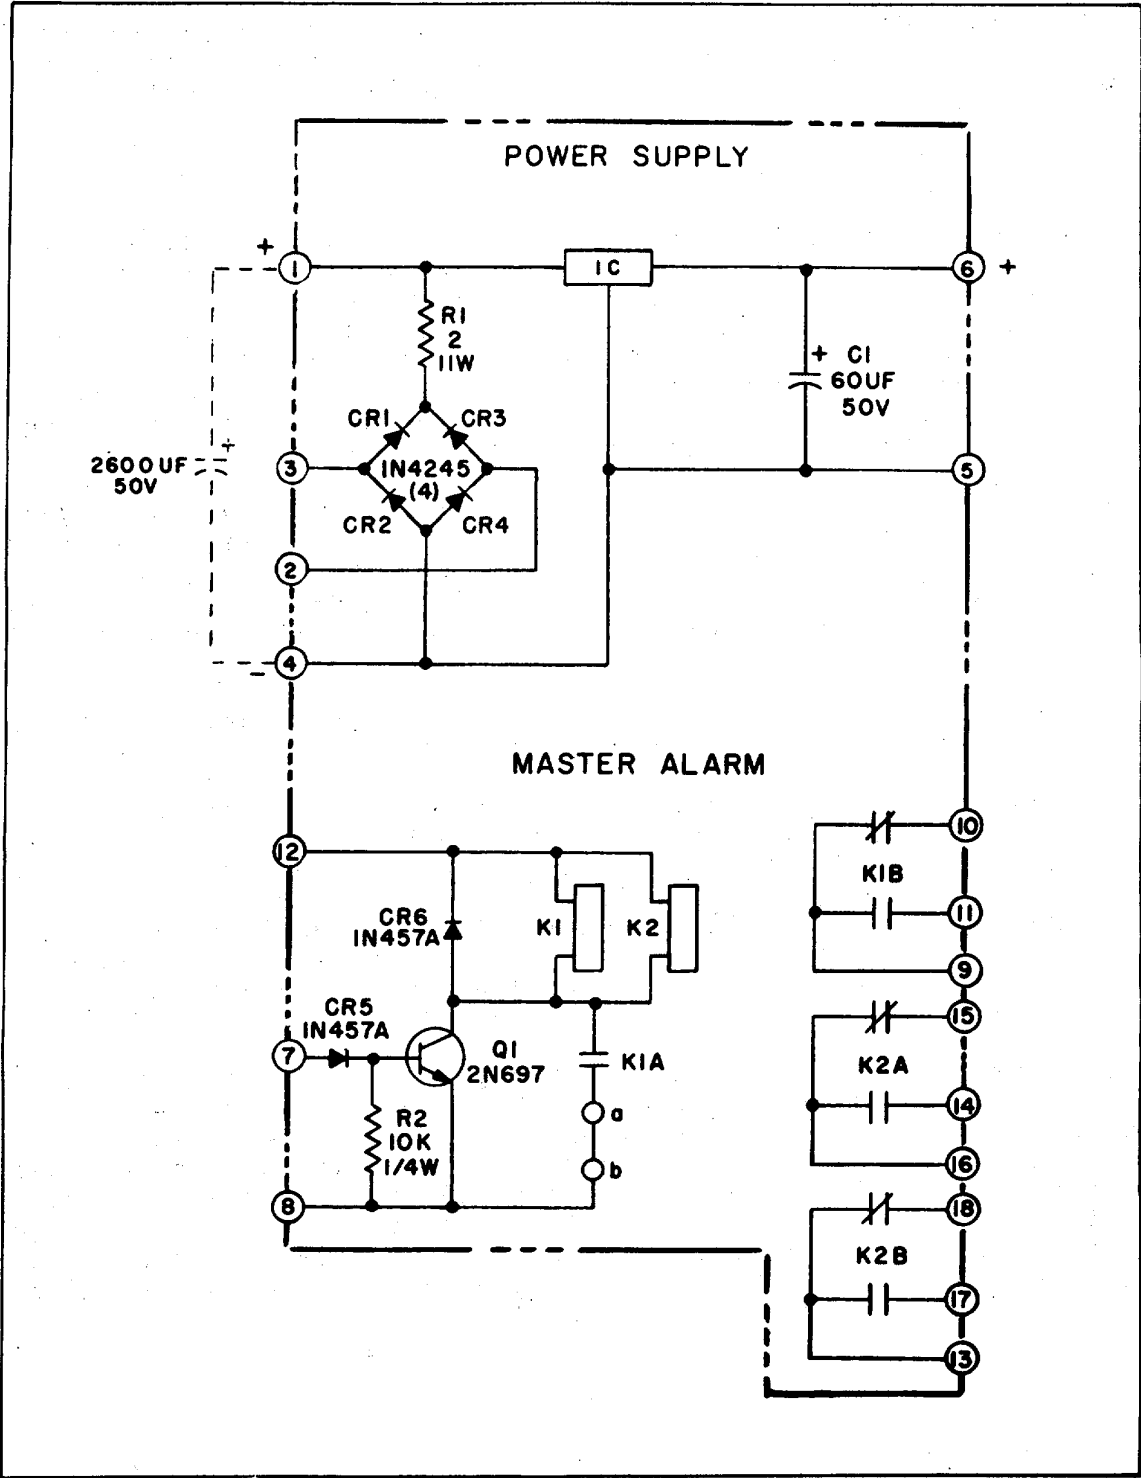 POWER SUPPLY
+
1
IC
6 +
R1
2
11W
+ C1
60UF
50V
CR1
CR3
+
2600UF
50V
3
1N4245
(4)
5
CR2
CR4
2
4
–
MASTER ALARM
10
12
K1B
CR6
1N457A
K1
K2
11
9
CR5
1N457A
15
7
Q1
2N697
K1A
K2A
14
a
R2
10K
1/4W
b
16
8
18
K2B
17
13